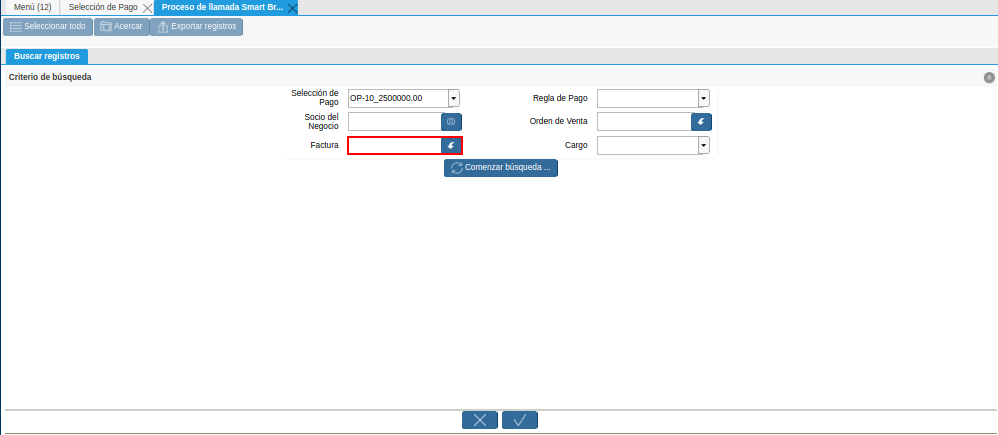 Menú (12) Selección de Pago Proceso de llamada Smart Br...
Seleccionar todo Acercar Exportar registros
Buscar registros
Criterio de búsqueda
Selección de Pago OP-10_2500000.00 Regla de Pago
Socio del Negocio Orden de Venta
Factura Cargo
Comenzar búsqueda ...